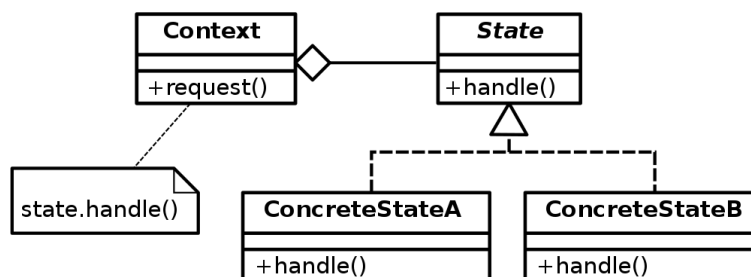 Context
+request()
State
+handle()
state.handle()
ConcreteStateA
+handle()
ConcreteStateB
+handle()